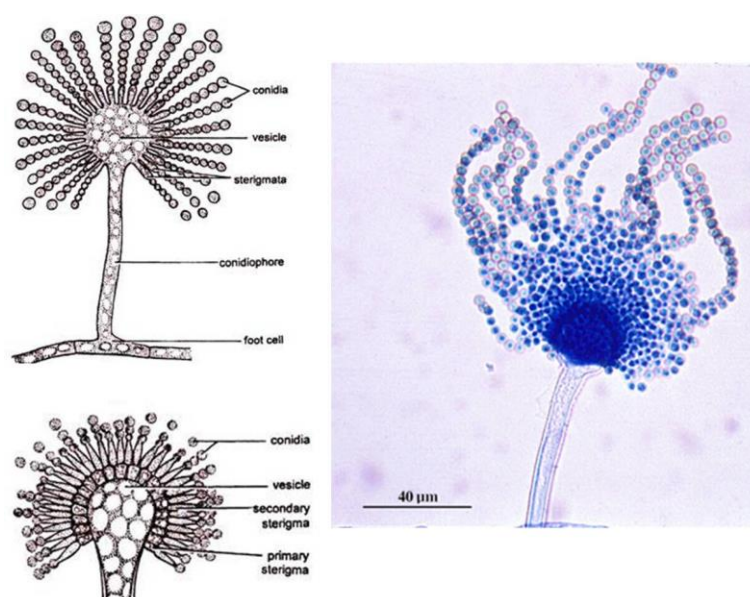 conidia
vesicle
sterigmata
conidiophore
foot cell
conidia
vesicle
secondary
sterigma
primary
sterigma
40 µm